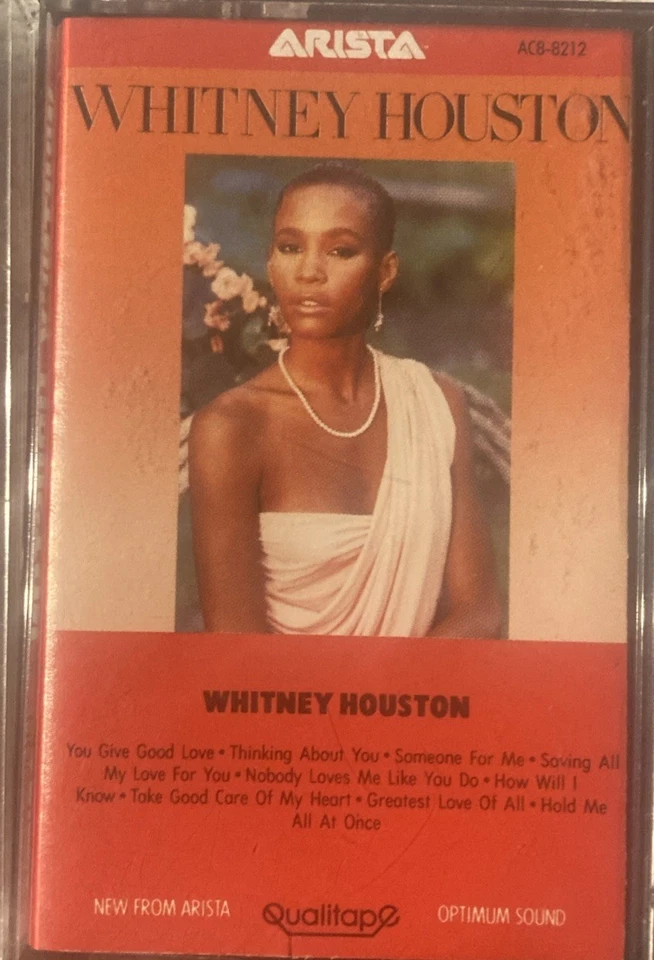 ARISTA
AC8-8212
WHITNEY HOUSTON
WHITNEY HOUSTON
You Give Good Love • Thinking About You • Someone For Me • Saving All
My Love For You • Nobody Loves Me Like You Do • How Will I
Know • Take Good Care Of My Heart • Greatest Love Of All • Hold Me
All At Once
NEW FROM ARISTA
Qualitape
OPTIMUM SOUND